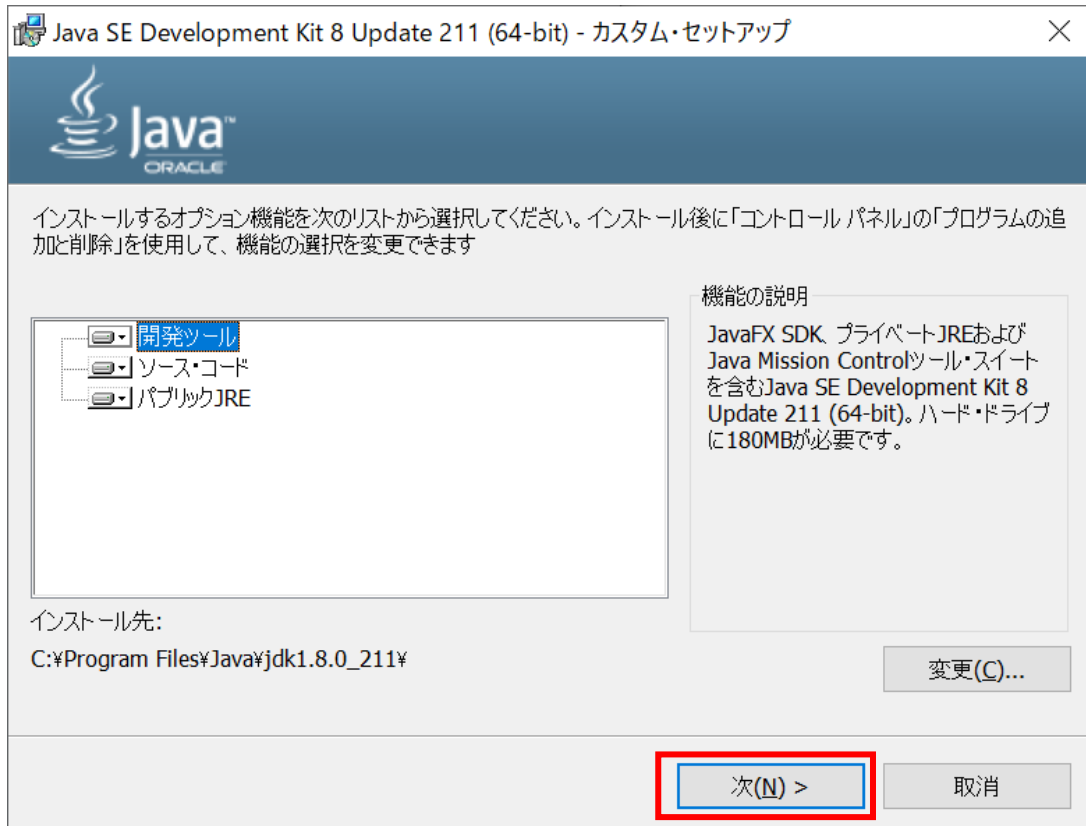 Java SE Development Kit 8 Update 211 (64-bit) - カスタム・セットアップ
Java™
ORACLE
インストールするオプション機能を次のリストから選択してください。インストール後に「コントロール パネル」の「プログラムの追
加と削除」を使用して、機能の選択を変更できます
開発ツール
ソース・コード
パブリックJRE
機能の説明
JavaFX SDK、プライベートJREおよび
Java Mission Controlツール・スイート
を含むJava SE Development Kit 8
Update 211 (64-bit)。ハード・ドライブ
に180MBが必要です。
インストール先:
C:¥Program Files¥Java¥jdk1.8.0_211¥
変更(C)...
次(N) >
取消